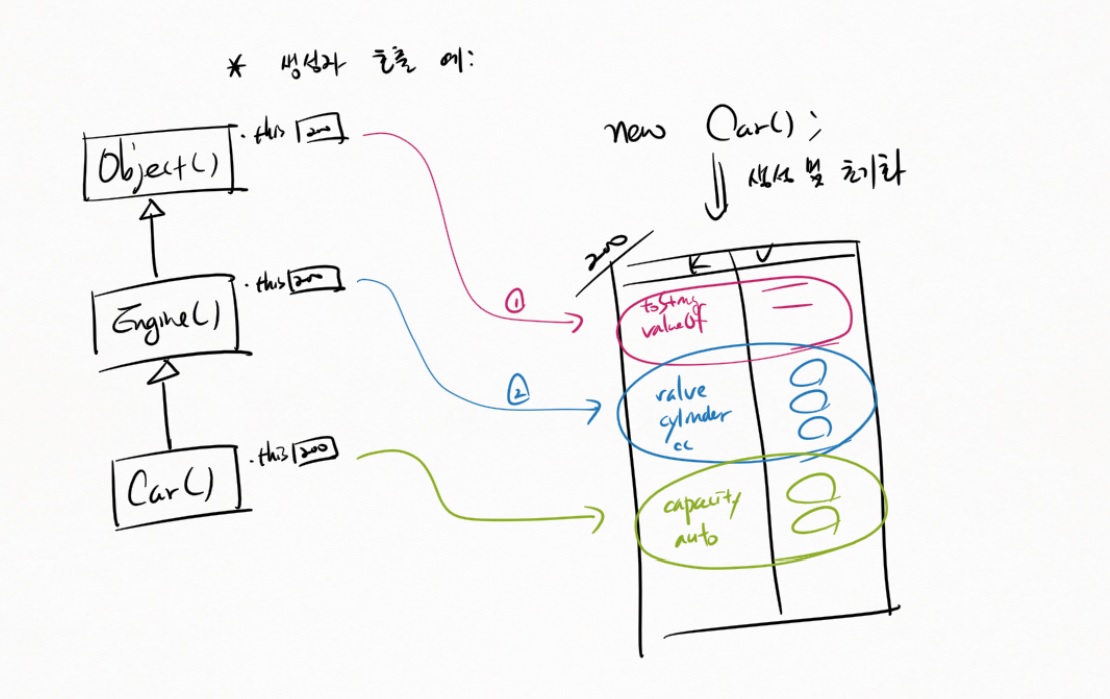 * 생성자 호출 예:
Object()
.this 200
Engine()
.this 200
Car()
.this 200
①
②
new Car();
생성 및 초기화
200
K V
toString
valueOf
valve
cylinder
cc
capacity
auto